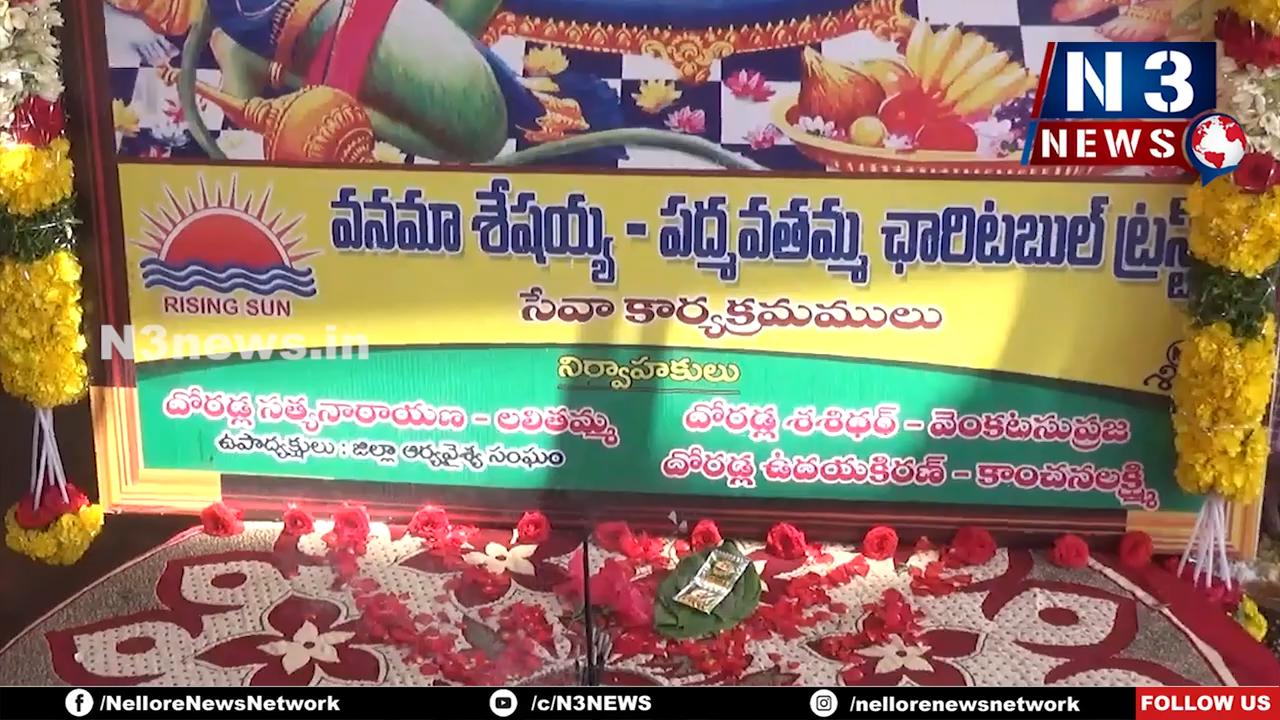 N3
NEWS
వనమా శేషయ్య - పద్మావతమ్మ ఛారిటబుల్ ట్రస్ట్
RISING SUN
సేవా కార్యక్రమములు
N3news.in
నిర్వాహకులు
దోరడ్ల సత్యనారాయణ - లలితమ్మ
ఉపాధ్యక్షులు : జిల్లా ఆర్యవైశ్య సంఘం
దోరడ్ల శశిధర్ - వెంకటసుప్రజ
దోరడ్ల ఉదయకిరణ్ - కాంచనలక్ష్మి
/NelloreNewsNetwork
/c/N3NEWS
/nellorenewsnetwork
FOLLOW US